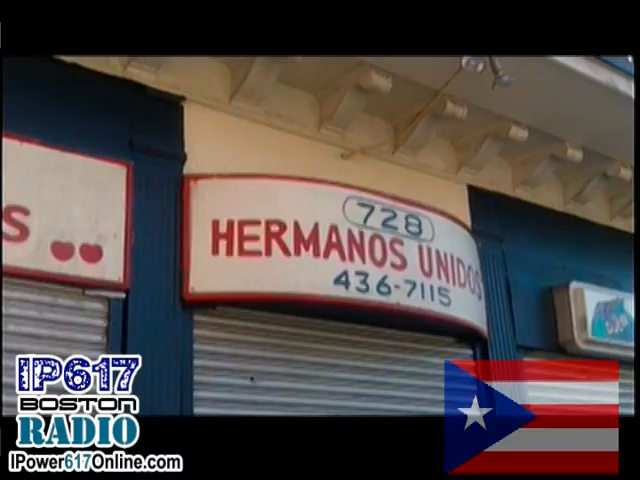 S
728
HERMANOS UNIDOS
436-7115
IP617
BOSTON
RADIO
IPower617Online.com